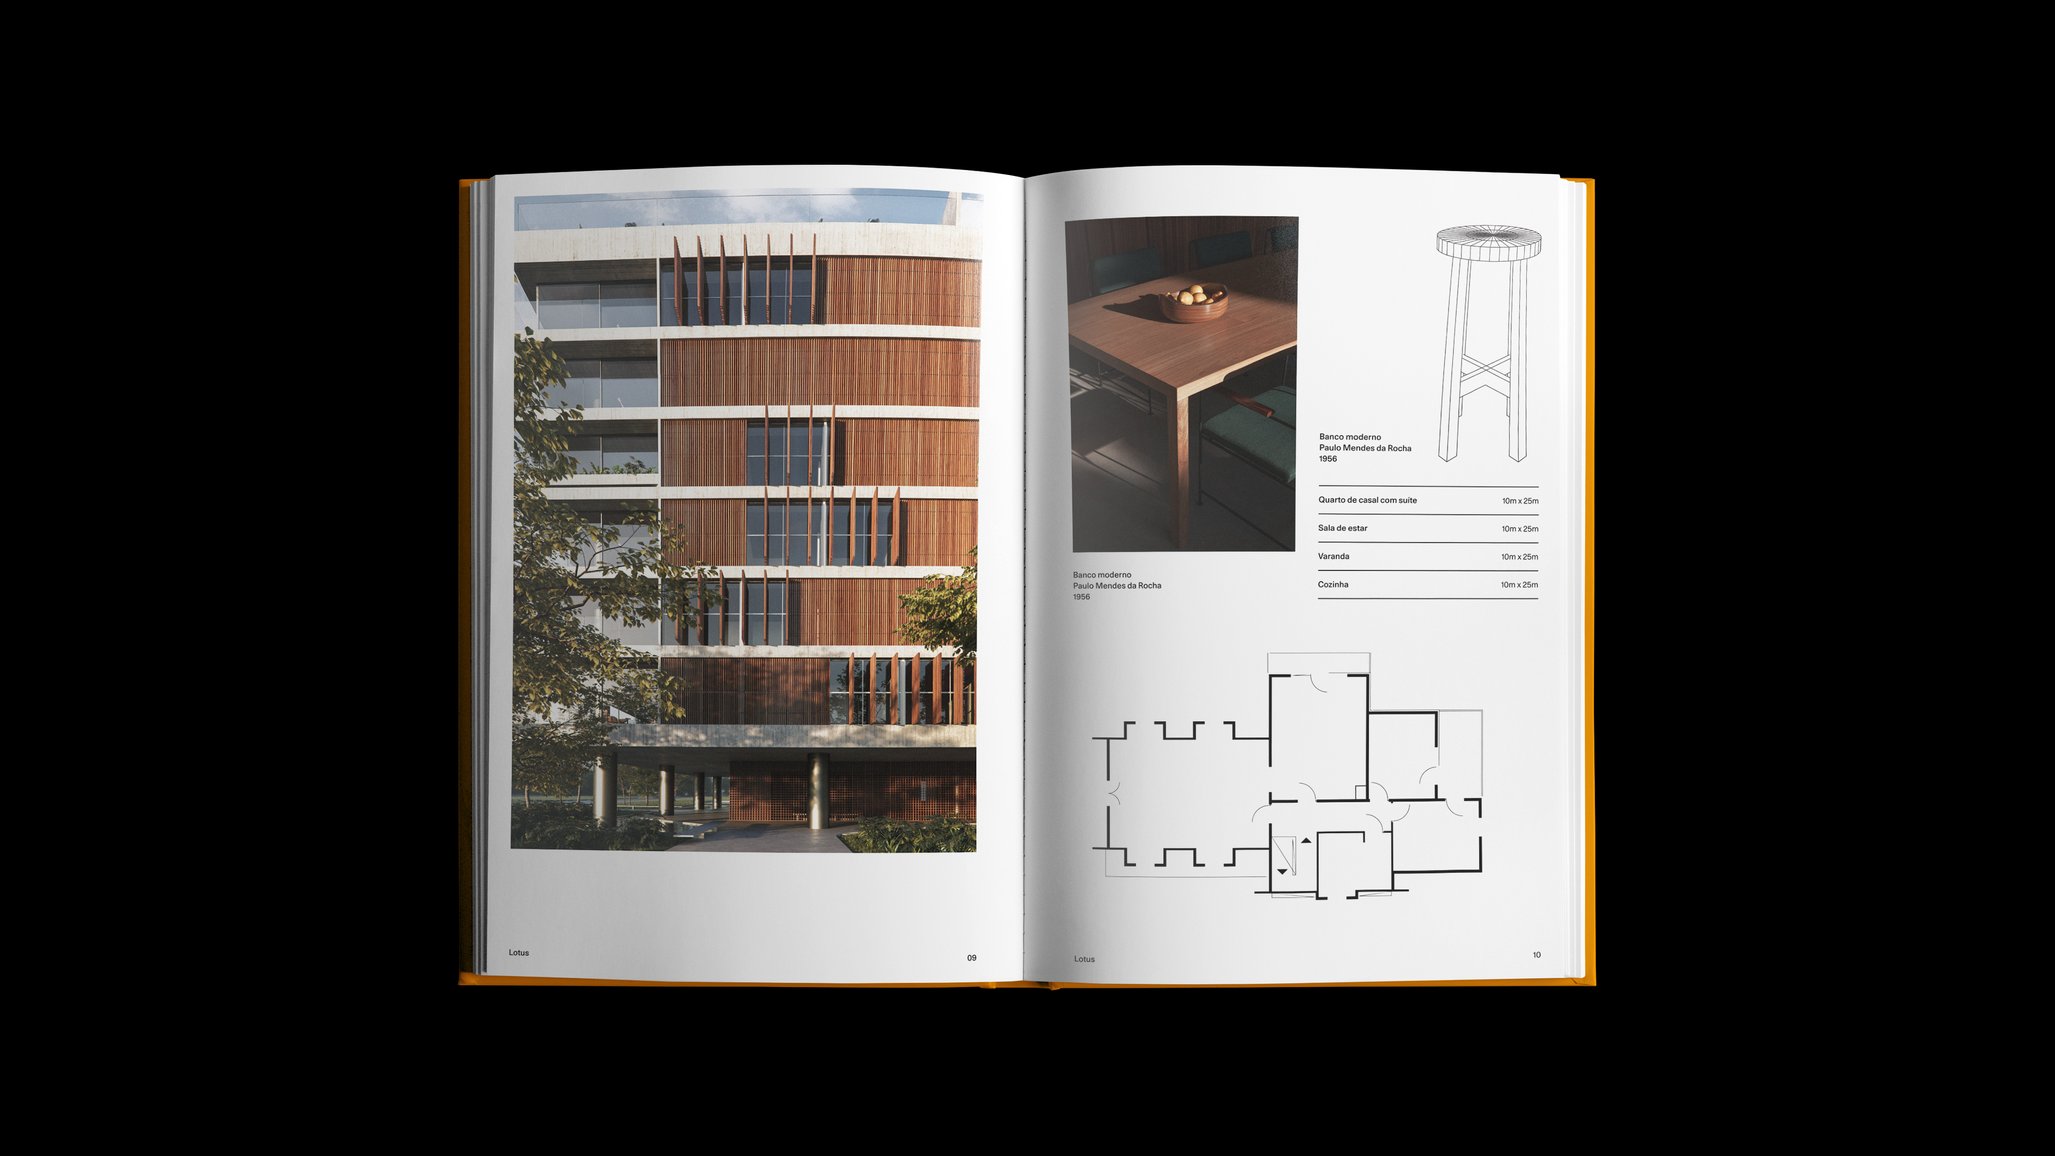 Lotus
09
Banco moderno
Paulo Mendes da Rocha
1956
Banco moderno
Paulo Mendes da Rocha
1956
Quarto de casal com suíte 10m x 25m
Sala de estar 10m x 25m
Varanda 10m x 25m
Cozinha 10m x 25m
Lotus
10